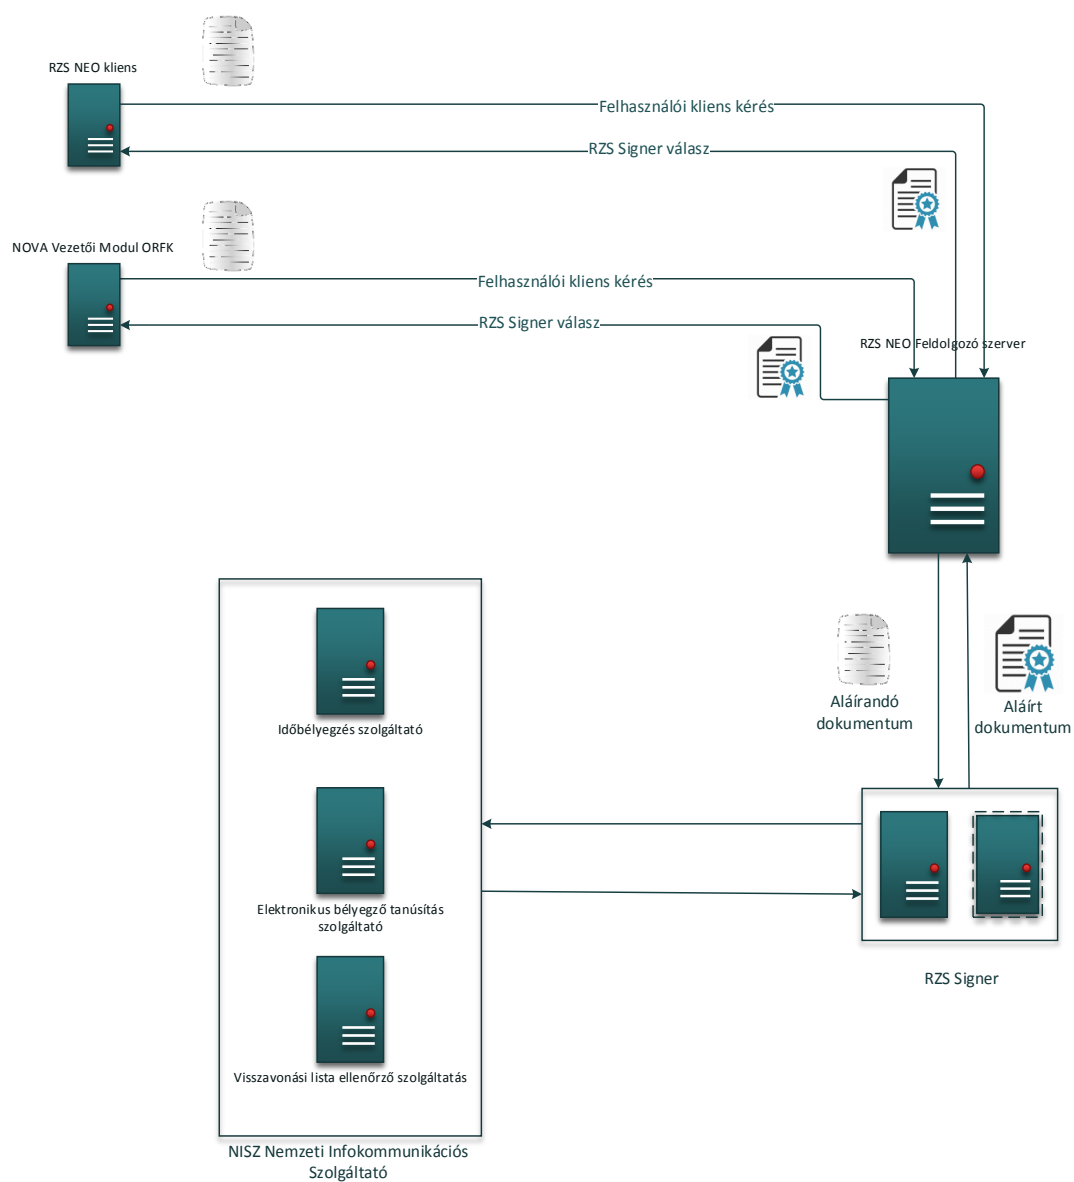 RZS NEO kliens
Felhasználói kliens kérés
RZS Signer válasz
NOVA Vezetői Modul ORFK
Felhasználói kliens kérés
RZS Signer válasz
RZS NEO Feldolgozó szerver
Aláírandó
dokumentum
Aláírt
dokumentum
Időbélyegzés szolgáltató
Elektronikus bélyegző tanúsítás
szolgáltató
Visszavonási lista ellenőrző szolgáltatás
RZS Signer
NISZ Nemzeti Infokommunikációs
Szolgáltató